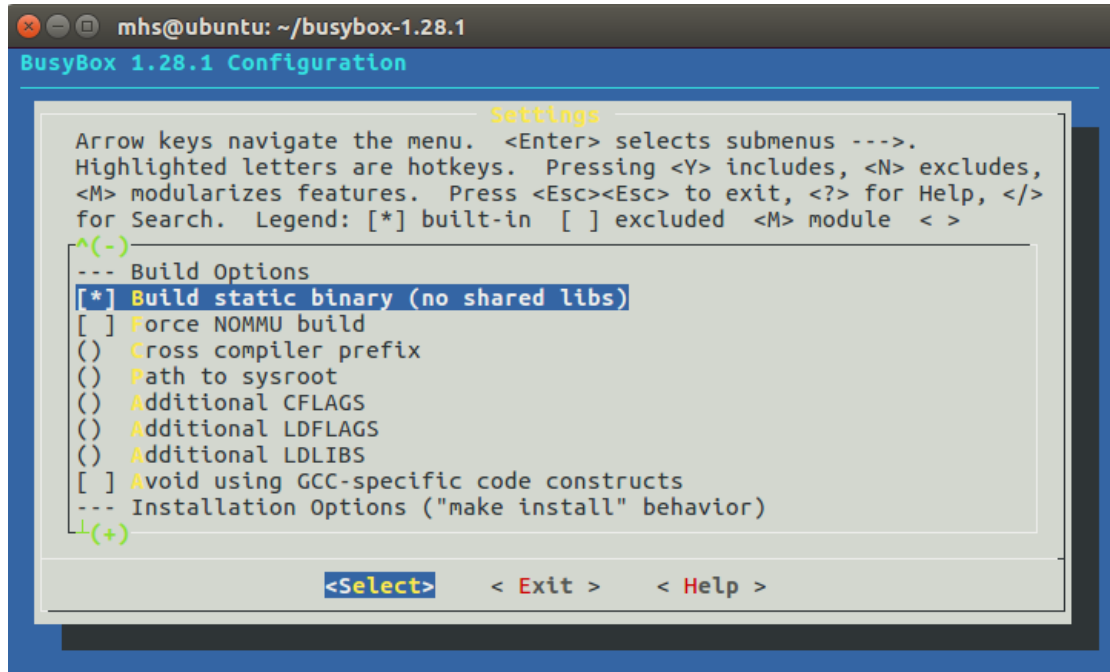 mhs@ubuntu: ~/busybox-1.28.1
BusyBox 1.28.1 Configuration
Settings
Arrow keys navigate the menu.  <Enter> selects submenus --->.
Highlighted letters are hotkeys.  Pressing <Y> includes, <N> excludes,
<M> modularizes features.  Press <Esc><Esc> to exit, <?> for Help, </>
for Search.  Legend: [*] built-in  [ ] excluded  <M> module  < >
^(-)
--- Build Options
[*] Build static binary (no shared libs)
[ ] Force NOMMU build
()  Cross compiler prefix
()  Path to sysroot
()  Additional CFLAGS
()  Additional LDFLAGS
()  Additional LDLIBS
[ ] Avoid using GCC-specific code constructs
--- Installation Options ("make install" behavior)
┴(+)
<Select>    < Exit >    < Help >